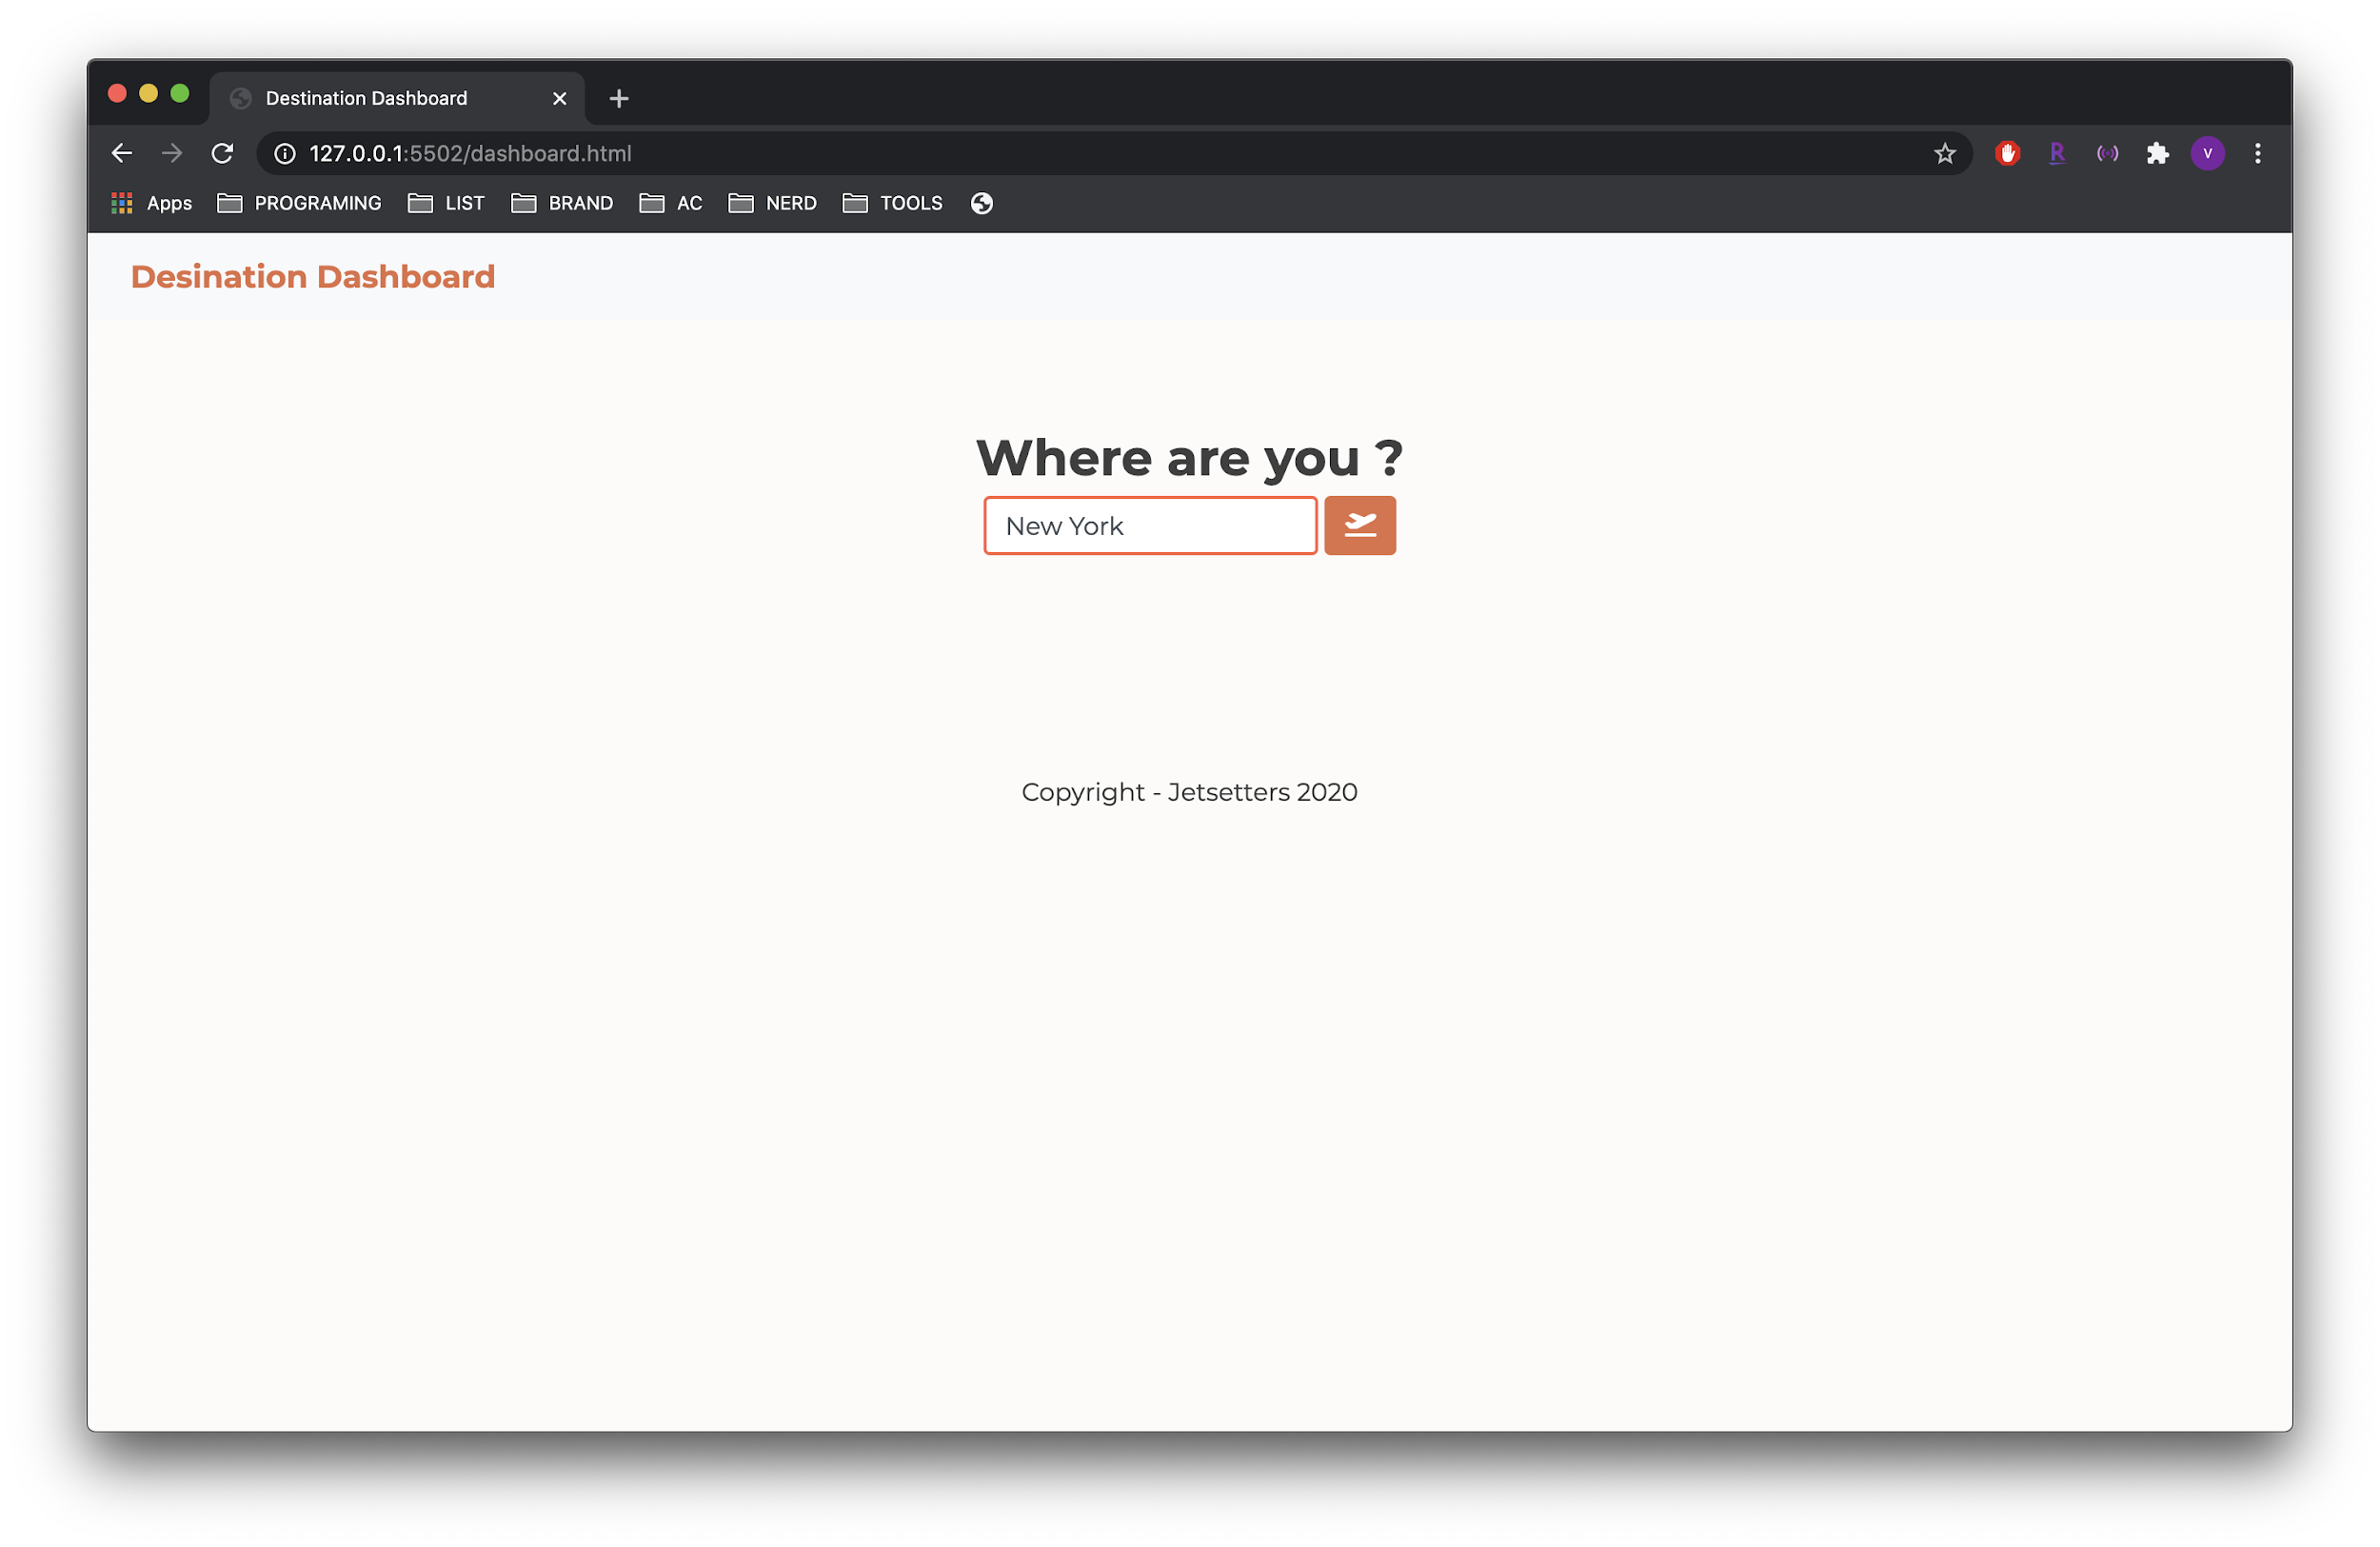 Destination Dashboard
127.0.0.1:5502/dashboard.html
R
V
Apps PROGRAMING LIST BRAND AC NERD TOOLS
Desination Dashboard
Where are you ?
New York
Copyright - Jetsetters 2020